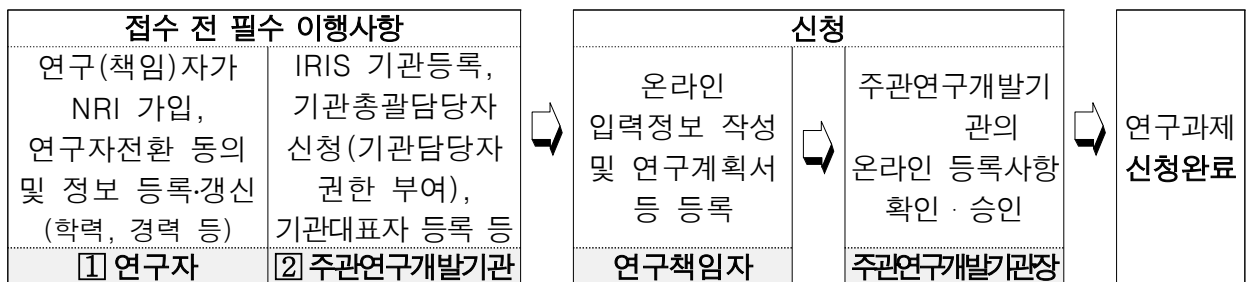 접수 전 필수 이행사항
연구(책임)자가
NRI 가입,
연구자전환 동의
및 정보 등록·갱신
(학력, 경력 등)
1 연구자
IRIS 기관등록,
기관총괄담당자
신청(기관담당자
권한 부여),
기관대표자 등록 등
2 주관연구개발기관
신청
온라인
입력정보 작성
및 연구계획서
등 등록
연구책임자
주관연구개발기
관의
온라인 등록사항
확인 · 승인
주관연구개발기관장
연구과제
신청완료